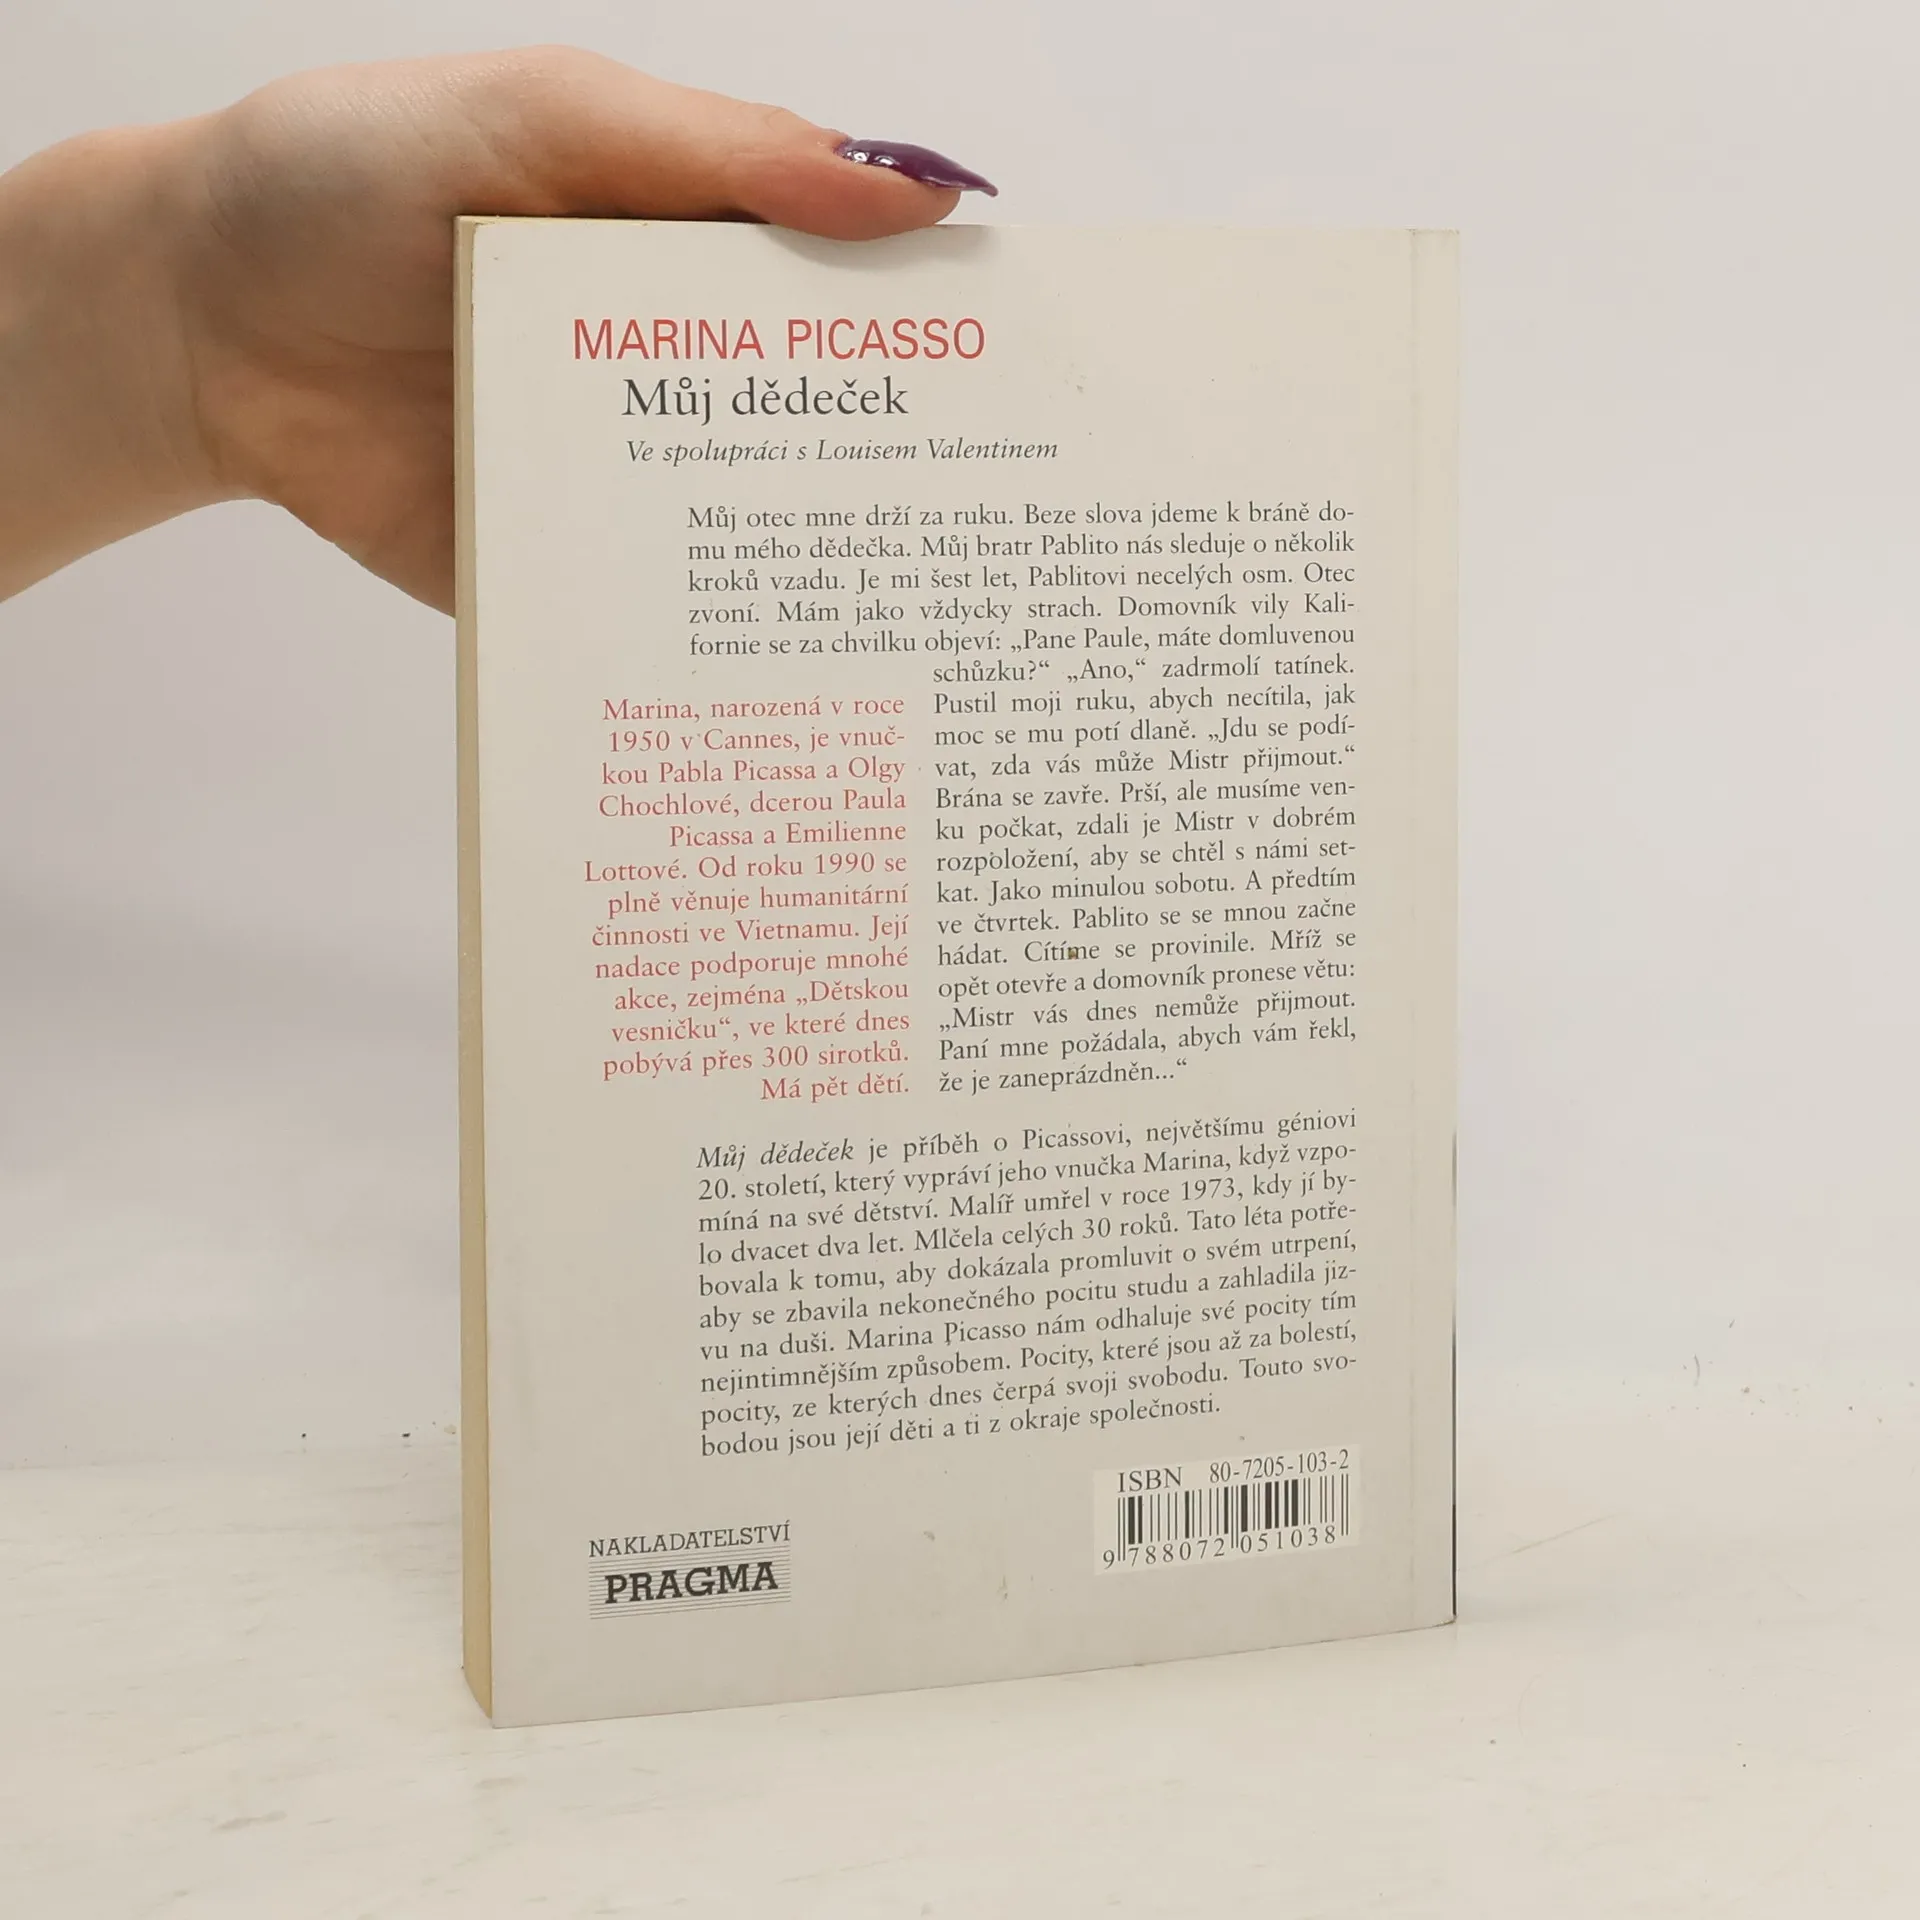 MARINA PICASSO
Můj dědeček
Ve spolupráci s Louisem Valentinem
Můj otec mne drží za ruku. Beze slova jdeme k bráně do-
mu mého dědečka. Můj bratr Pablito nás sleduje o několik
kroků vzadu. Je mi šest let, Pablitovi necelých osm. Otec
zvoní. Mám jako vždycky strach. Domovník vily Kali-
fornie se za chvilku objeví: „Pane Paule, máte domluvenou
schůzku?“ „Ano,“ zadrmolí tatínek.
Pustil moji ruku, abych necítila, jak
moc se mu potí dlaně. „Jdu se podí-
vat, zda vás může Mistr přijmout.“
Brána se zavře. Prší, ale musíme ven-
ku počkat, zdali je Mistr v dobrém
rozpoložení, aby se chtěl s námi set-
kat. Jako minulou sobotu. A předtím
ve čtvrtek. Pablito se se mnou začne
hádat. Cítíme se provinile. Mříž se
opět otevře a domovník pronese větu:
„Mistr vás dnes nemůže přijmout.
Paní mne požádala, abych vám řekl,
že je zaneprázdněn...“
Marina, narozená v roce
1950 v Cannes, je vnuč-
kou Pabla Picassa a Olgy
Chochlové, dcerou Paula
Picassa a Emilienne
Lottové. Od roku 1990 se
plně věnuje humanitární
činnosti ve Vietnamu. Její
nadace podporuje mnohé
akce, zejména „Dětskou
vesničku“, ve které dnes
pobývá přes 300 sirotků.
Má pět dětí.
Můj dědeček je příběh o Picassovi, největšímu géniovi
20. století, který vypráví jeho vnučka Marina, když vzpo-
míná na své dětství. Malíř umřel v roce 1973, kdy jí by-
lo dvacet dva let. Mlčela celých 30 roků. Tato léta potře-
bovala k tomu, aby dokázala promluvit o svém utrpení,
aby se zbavila nekonečného pocitu studu a zahladila jiz-
vu na duši. Marina Picasso nám odhaluje své pocity tím
nejintimnějším způsobem. Pocity, které jsou až za bolestí,
pocity, ze kterých dnes čerpá svoji svobodu. Touto svo-
bodou jsou její děti a ti z okraje společnosti.
ISBN 80-7205-103-2
9 788072 051038
NAKLADATELSTVÍ
PRAGMA